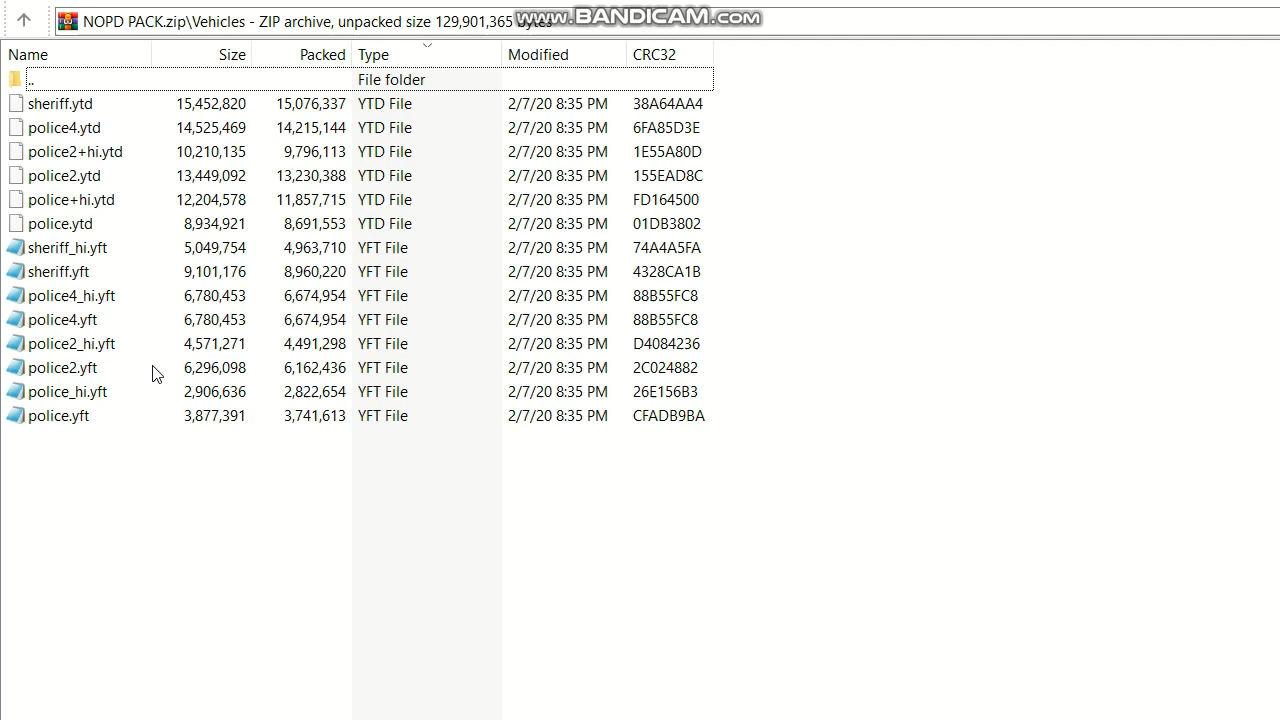 NOPD PACK.zip\Vehicles - ZIP archive, unpacked size 129,901,365 bytes
www.BANDICAM.com
Name Size Packed Type Modified CRC32
.. File folder
sheriff.ytd 15,452,820 15,076,337 YTD File 2/7/20 8:35 PM 38A64AA4
police4.ytd 14,525,469 14,215,144 YTD File 2/7/20 8:35 PM 6FA85D3E
police2+hi.ytd 10,210,135 9,796,113 YTD File 2/7/20 8:35 PM 1E55A80D
police2.ytd 13,449,092 13,230,388 YTD File 2/7/20 8:35 PM 155EAD8C
police+hi.ytd 12,204,578 11,857,715 YTD File 2/7/20 8:35 PM FD164500
police.ytd 8,934,921 8,691,553 YTD File 2/7/20 8:35 PM 01DB3802
sheriff_hi.yft 5,049,754 4,963,710 YFT File 2/7/20 8:35 PM 74A4A5FA
sheriff.yft 9,101,176 8,960,220 YFT File 2/7/20 8:35 PM 4328CA1B
police4_hi.yft 6,780,453 6,674,954 YFT File 2/7/20 8:35 PM 88B55FC8
police4.yft 6,780,453 6,674,954 YFT File 2/7/20 8:35 PM 88B55FC8
police2_hi.yft 4,571,271 4,491,298 YFT File 2/7/20 8:35 PM D4084236
police2.yft 6,296,098 6,162,436 YFT File 2/7/20 8:35 PM 2C024882
police_hi.yft 2,906,636 2,822,654 YFT File 2/7/20 8:35 PM 26E156B3
police.yft 3,877,391 3,741,613 YFT File 2/7/20 8:35 PM CFADB9BA